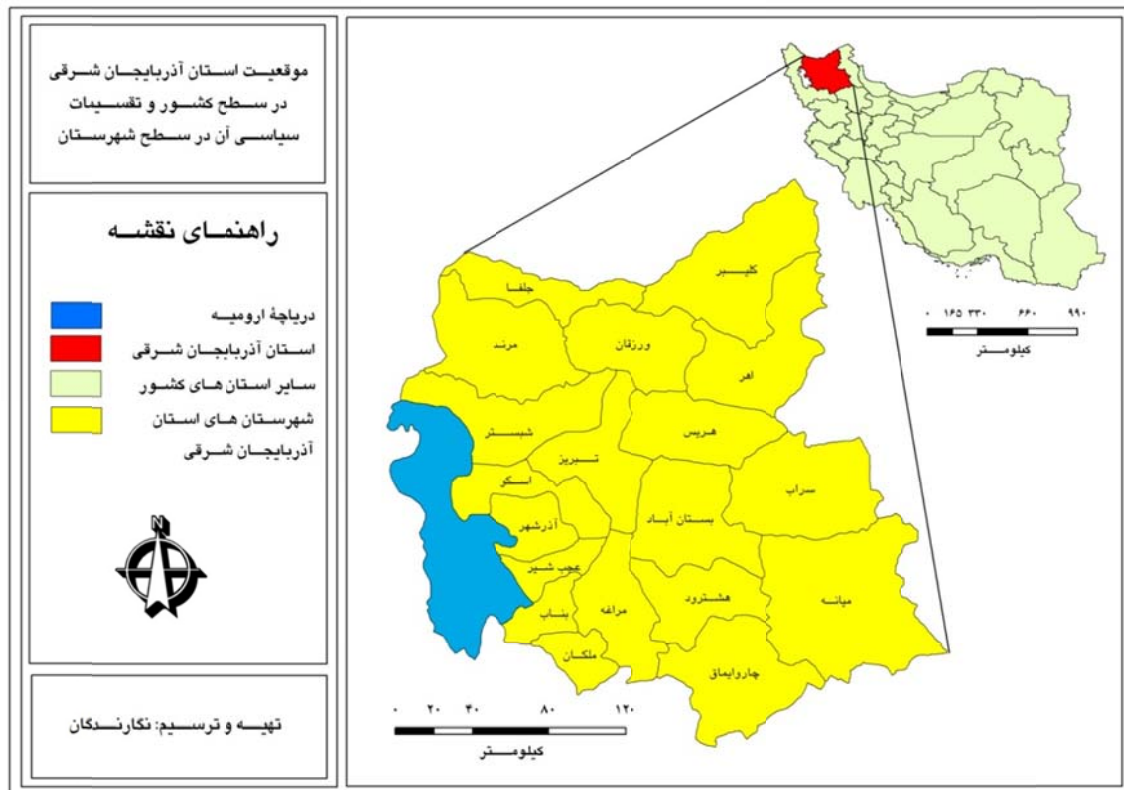 موقعیت استان آذربایجان شرقی
در سطح کشور و تقسیبات
سیاسی آن در سطح شهرستان
راهنمای نقشه
دریاچۀ ارومیه
استان آذربایجان شرقی
سایر استان های کشور
شهرستان های استان
آذربایجان شرقی
N
تهیه و ترسیم: نگارندگان
۰ ۱۶۵ ۳۳۰ ۶۶۰ ۹۹۰
کیلومتر
کلیبر
جلفا
مرند
ورزقان
اهر
شبستر
تبریز
هریس
سراب
اسکو
آذرشهر
بستان آباد
عجب شیر
هشترود
میانه
بناب
مراغه
ملکان
چاروایماق
۰ ۲۰ ۴۰ ۸۰ ۱۲۰
کیلومتر